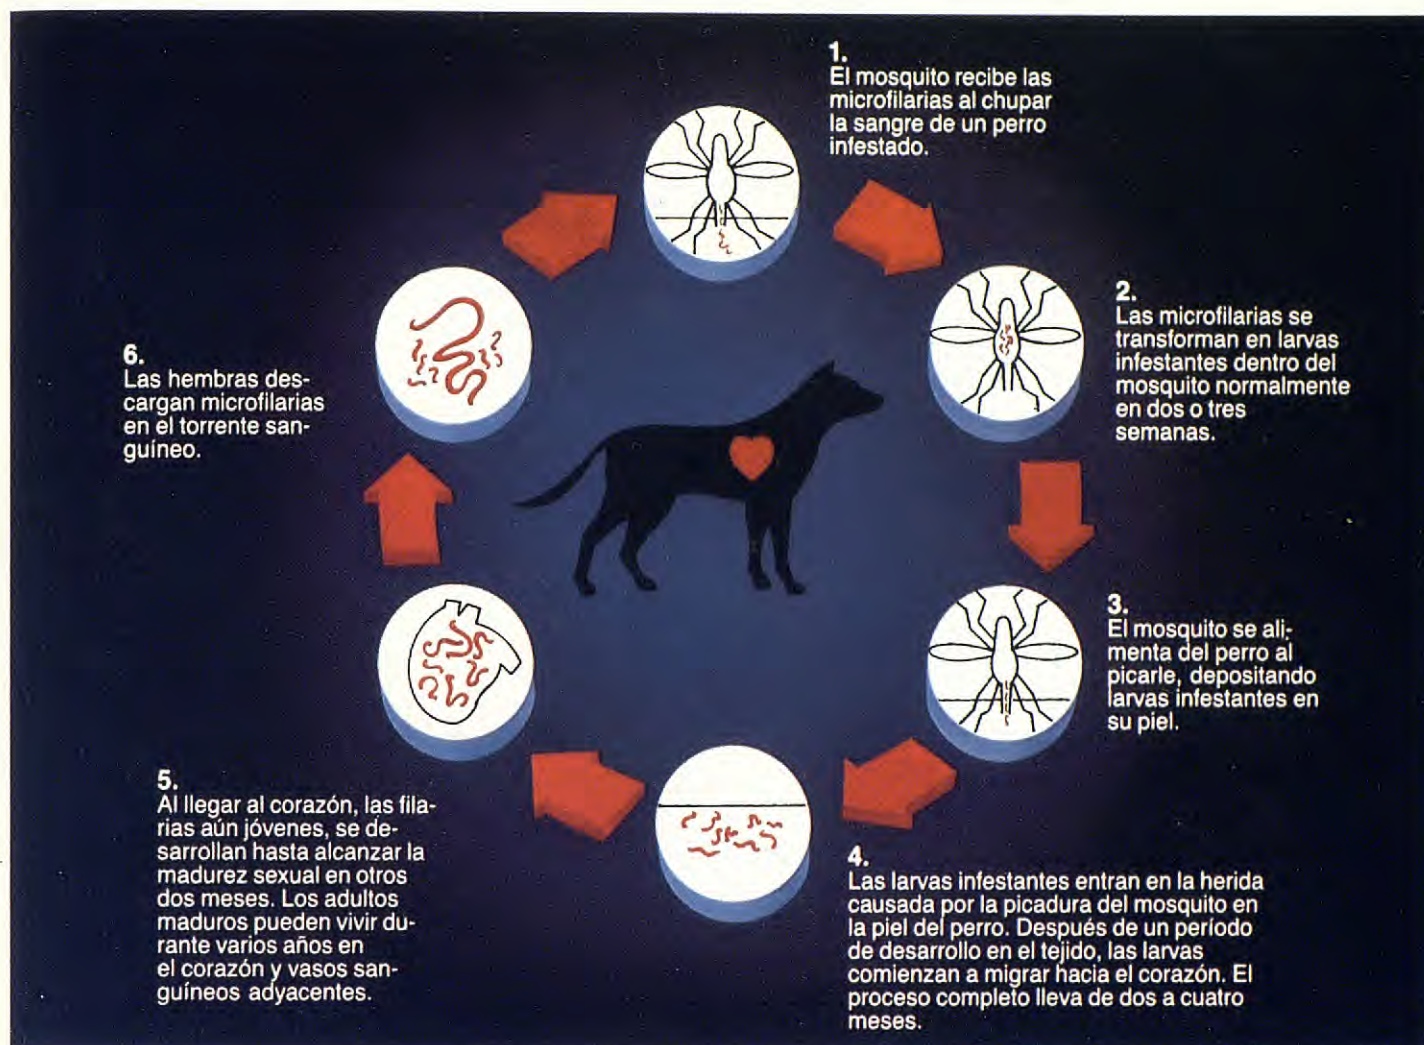 1.
El mosquito recibe las
microfilarias al chupar
la sangre de un perro
infestado.
2.
Las microfilarias se
transforman en larvas
infestantes dentro del
mosquito normalmente
en dos o tres
semanas.
3.
El mosquito se ali-
menta del perro al
picarle, depositando
larvas infestantes en
su piel.
4.
Las larvas infestantes entran en la herida
causada por la picadura del mosquito en
la piel del perro. Después de un período
de desarrollo en el tejido, las larvas
comienzan a migrar hacia el corazón. El
proceso completo lleva de dos a cuatro
meses.
5.
Al llegar al corazón, las fila-
rias aún jóvenes, se de-
sarrollan hasta alcanzar la
madurez sexual en otros
dos meses. Los adultos
maduros pueden vivir du-
rante varios años en
el corazón y vasos san-
guíneos adyacentes.
6.
Las hembras des-
cargan microfilarias
en el torrente san-
guíneo.